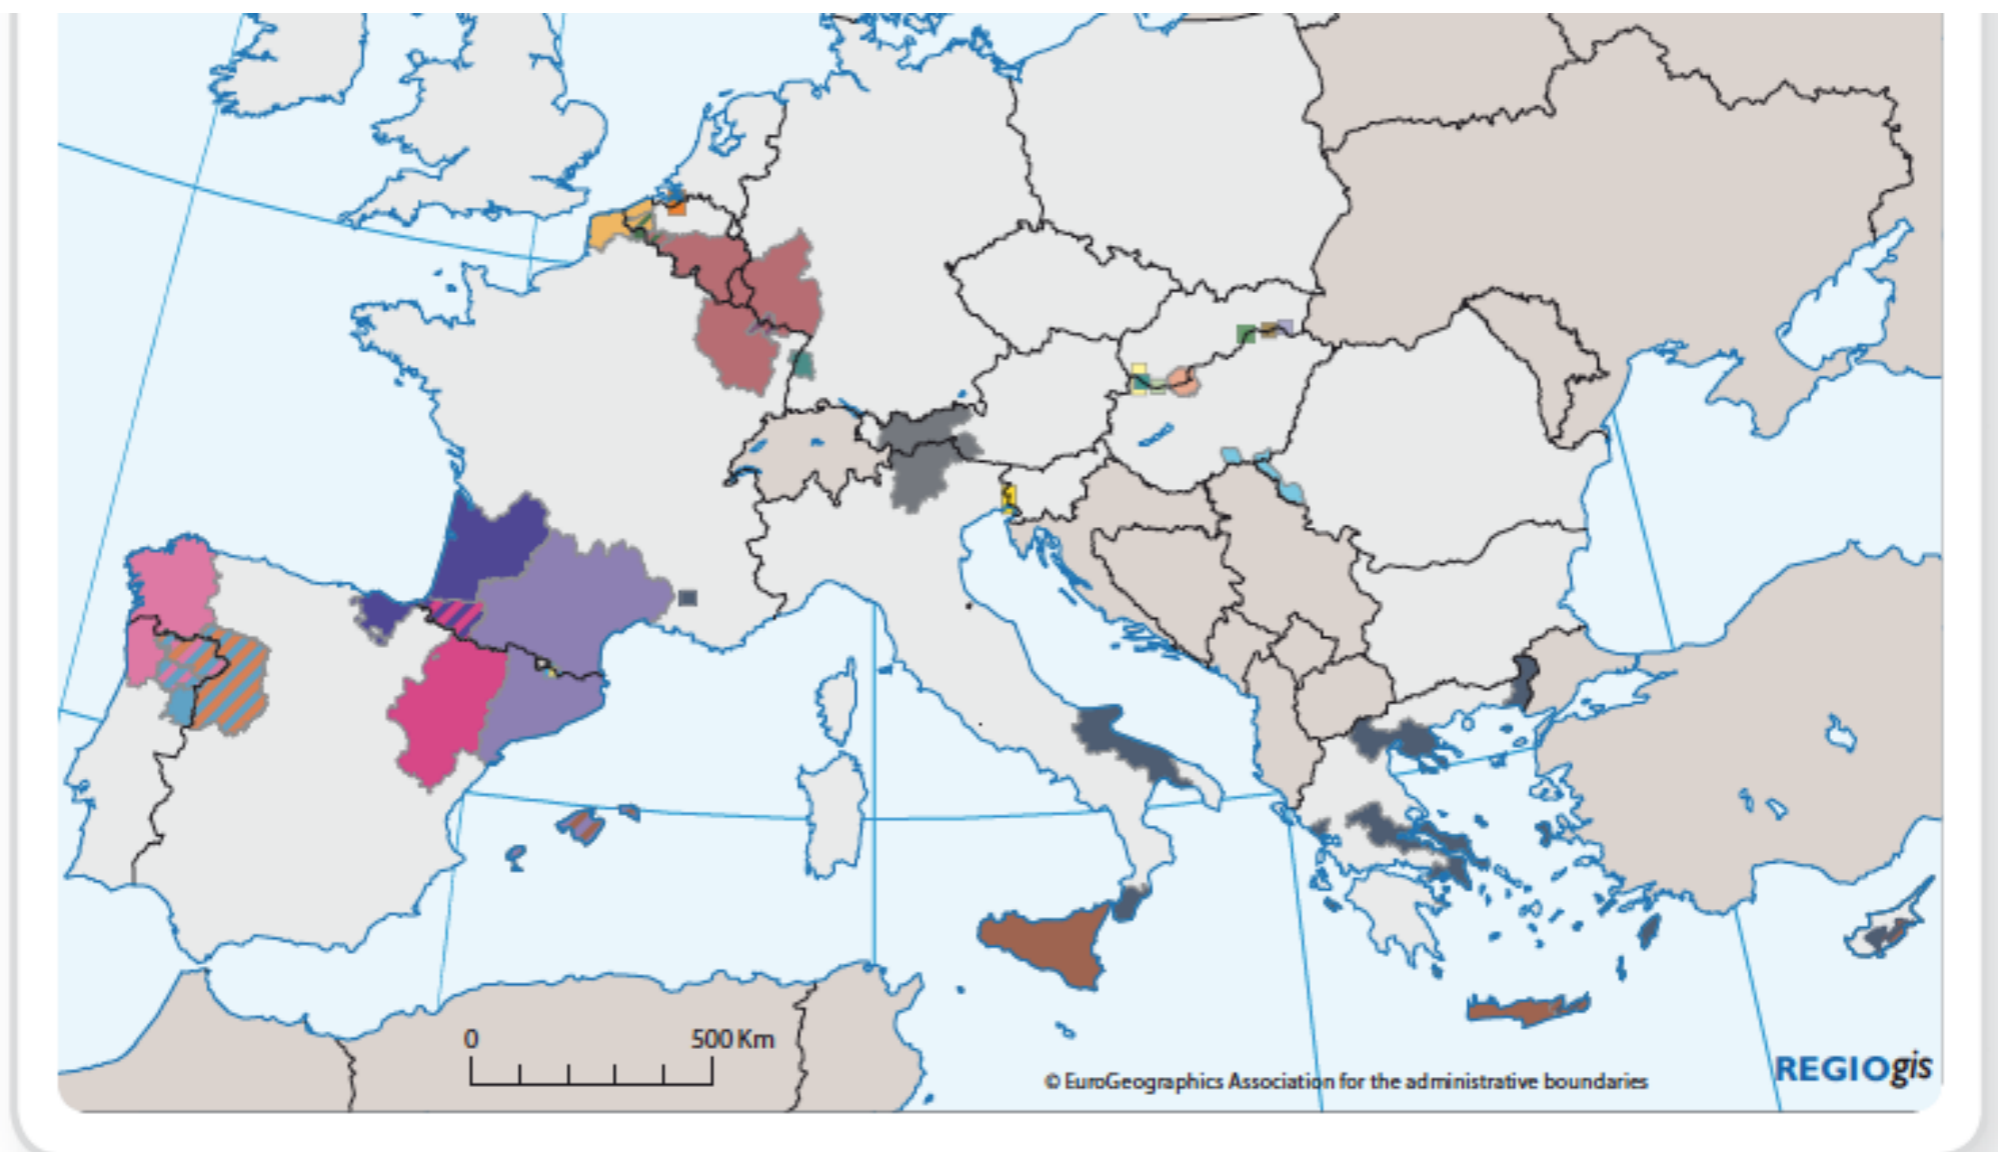 0 500 Km
© EuroGeographics Association for the administrative boundaries
REGIOgis